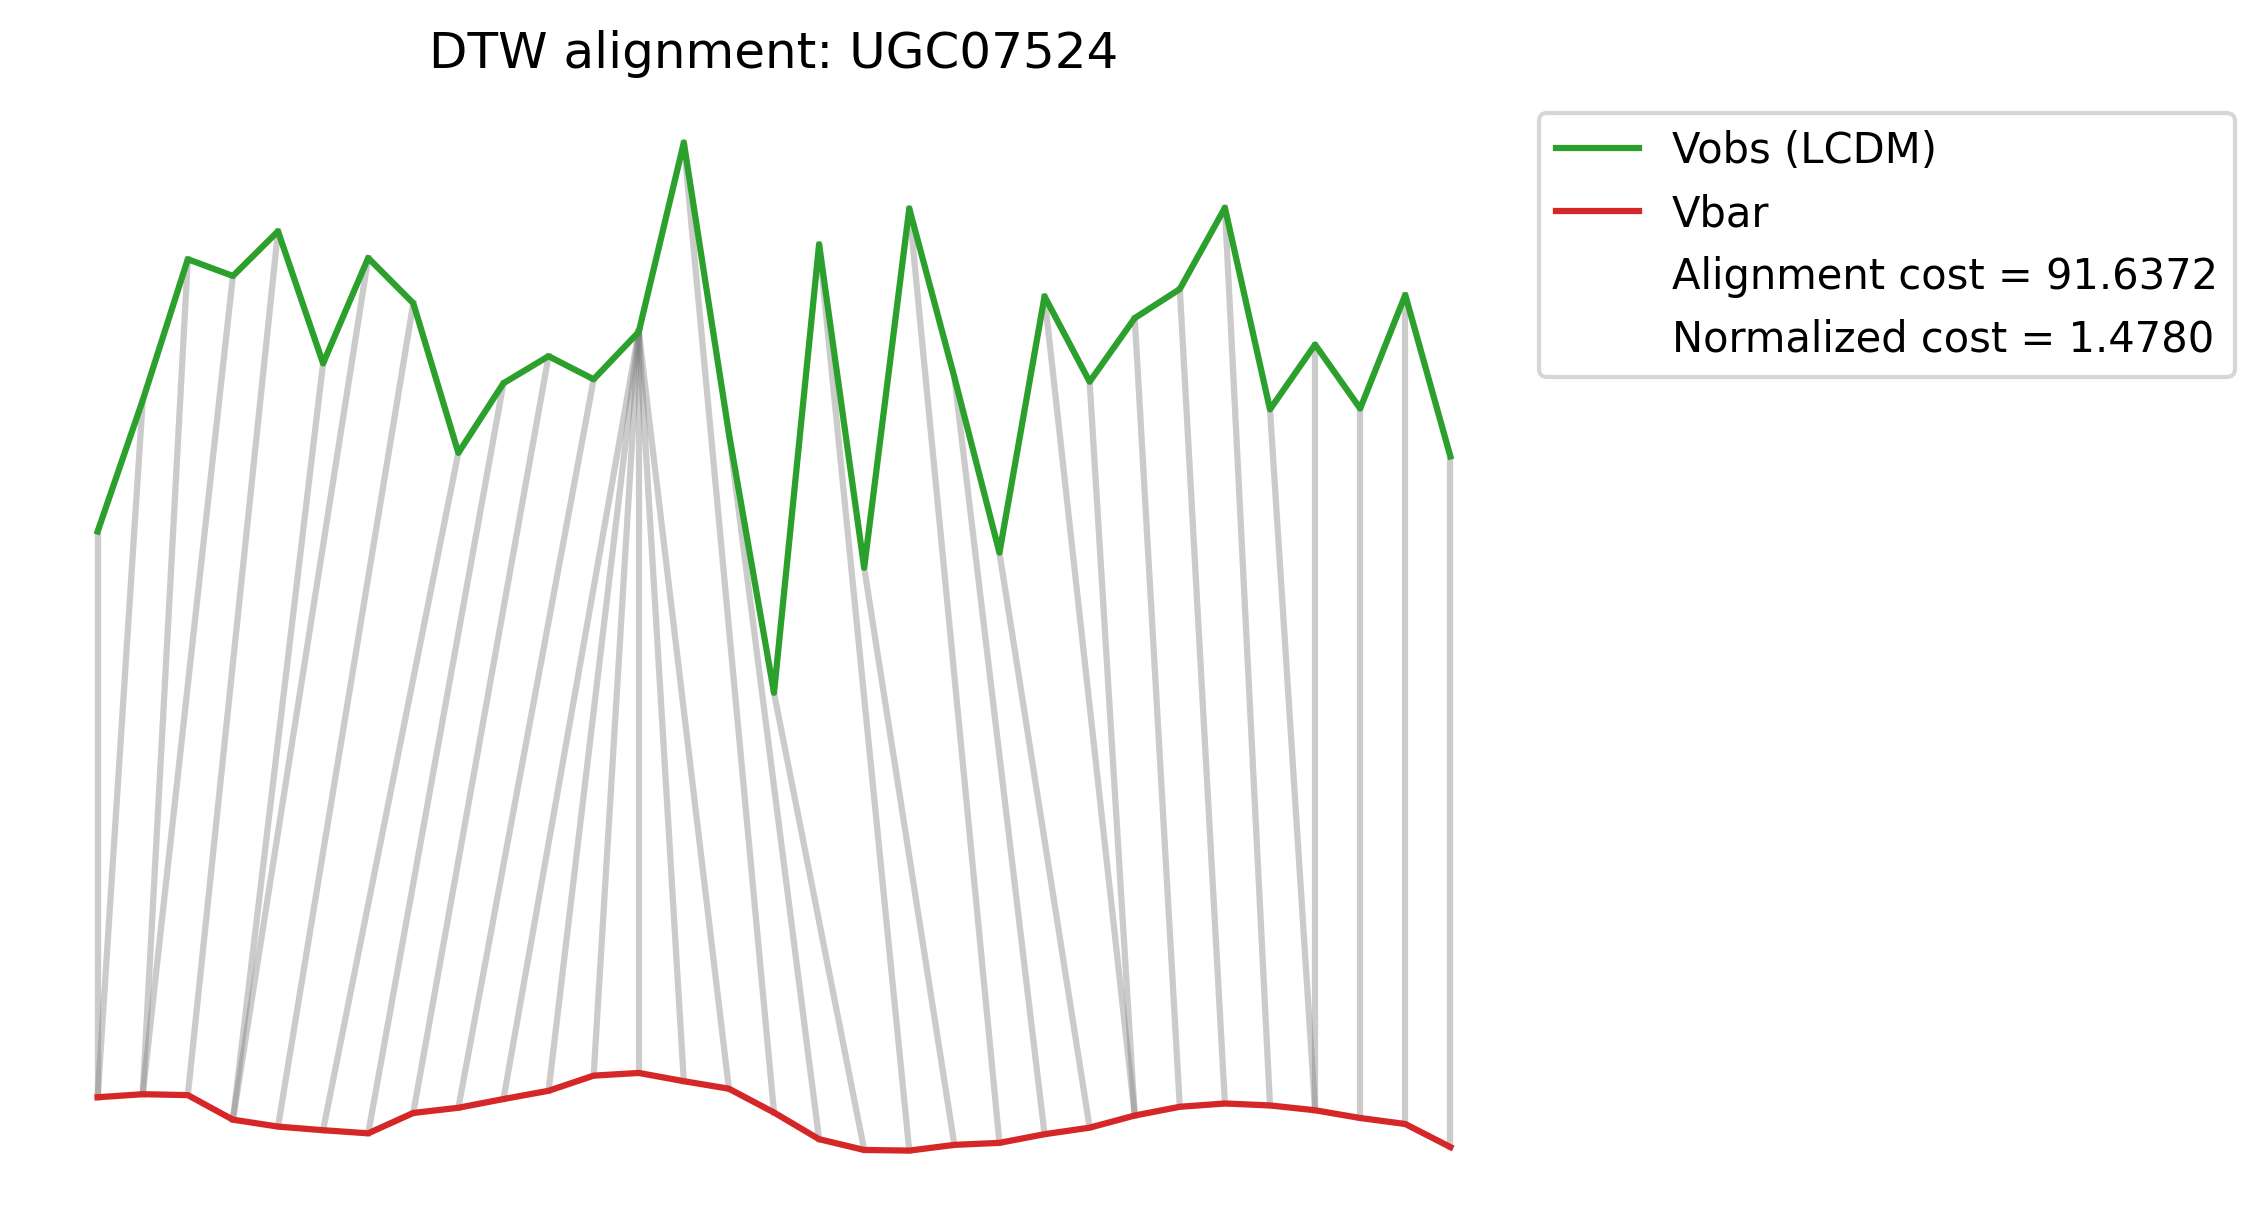 DTW alignment: UGC07524
Vobs (LCDM)
Vbar
Alignment cost = 91.6372
Normalized cost = 1.4780